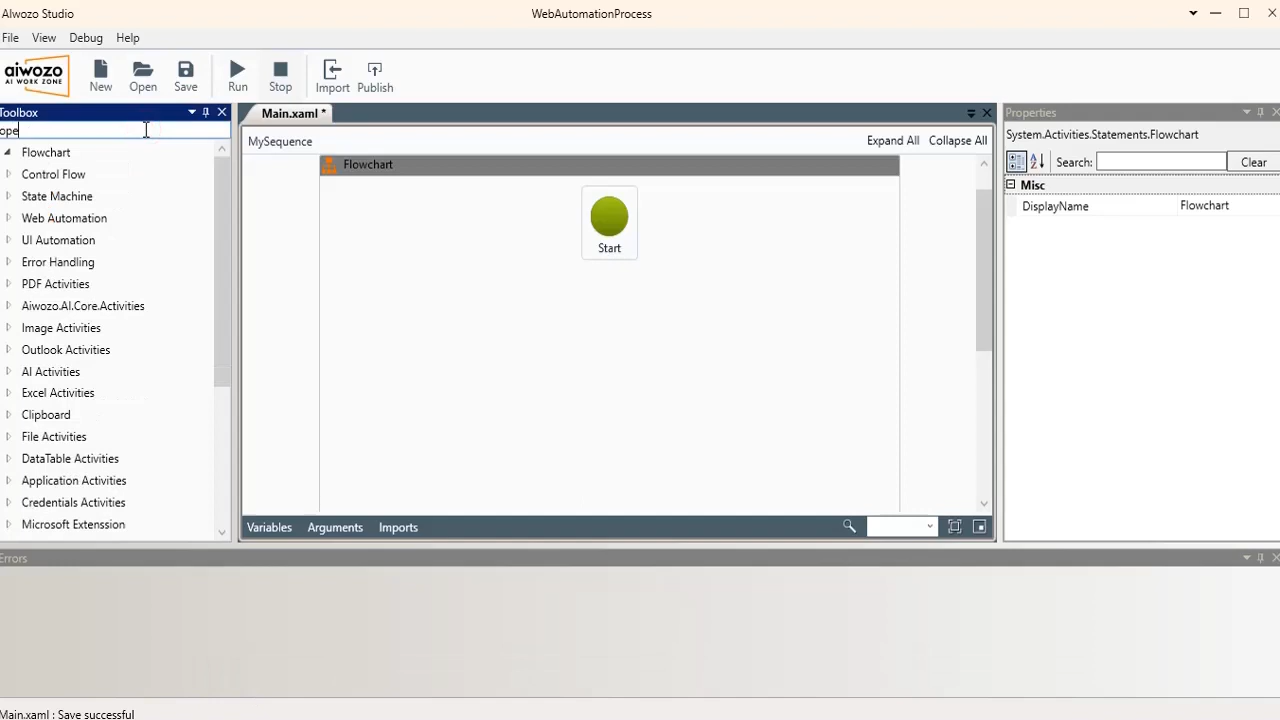 Aiwozo Studio
WebAutomationProcess
File
View
Debug
Help
aiwozo
AI WORK ZONE
New
Open
Save
Run
Stop
Import
Publish
Toolbox
ope
Flowchart
Control Flow
State Machine
Web Automation
UI Automation
Error Handling
PDF Activities
Aiwozo.AI.Core.Activities
Image Activities
Outlook Activities
AI Activities
Excel Activities
Clipboard
File Activities
DataTable Activities
Application Activities
Credentials Activities
Microsoft Extenssion
Main.xaml *
MySequence
Expand All
Collapse All
Flowchart
Start
Variables
Arguments
Imports
Properties
System.Activities.Statements.Flowchart
Search:
Clear
Misc
DisplayName
Flowchart
Errors
Main.xaml : Save successful